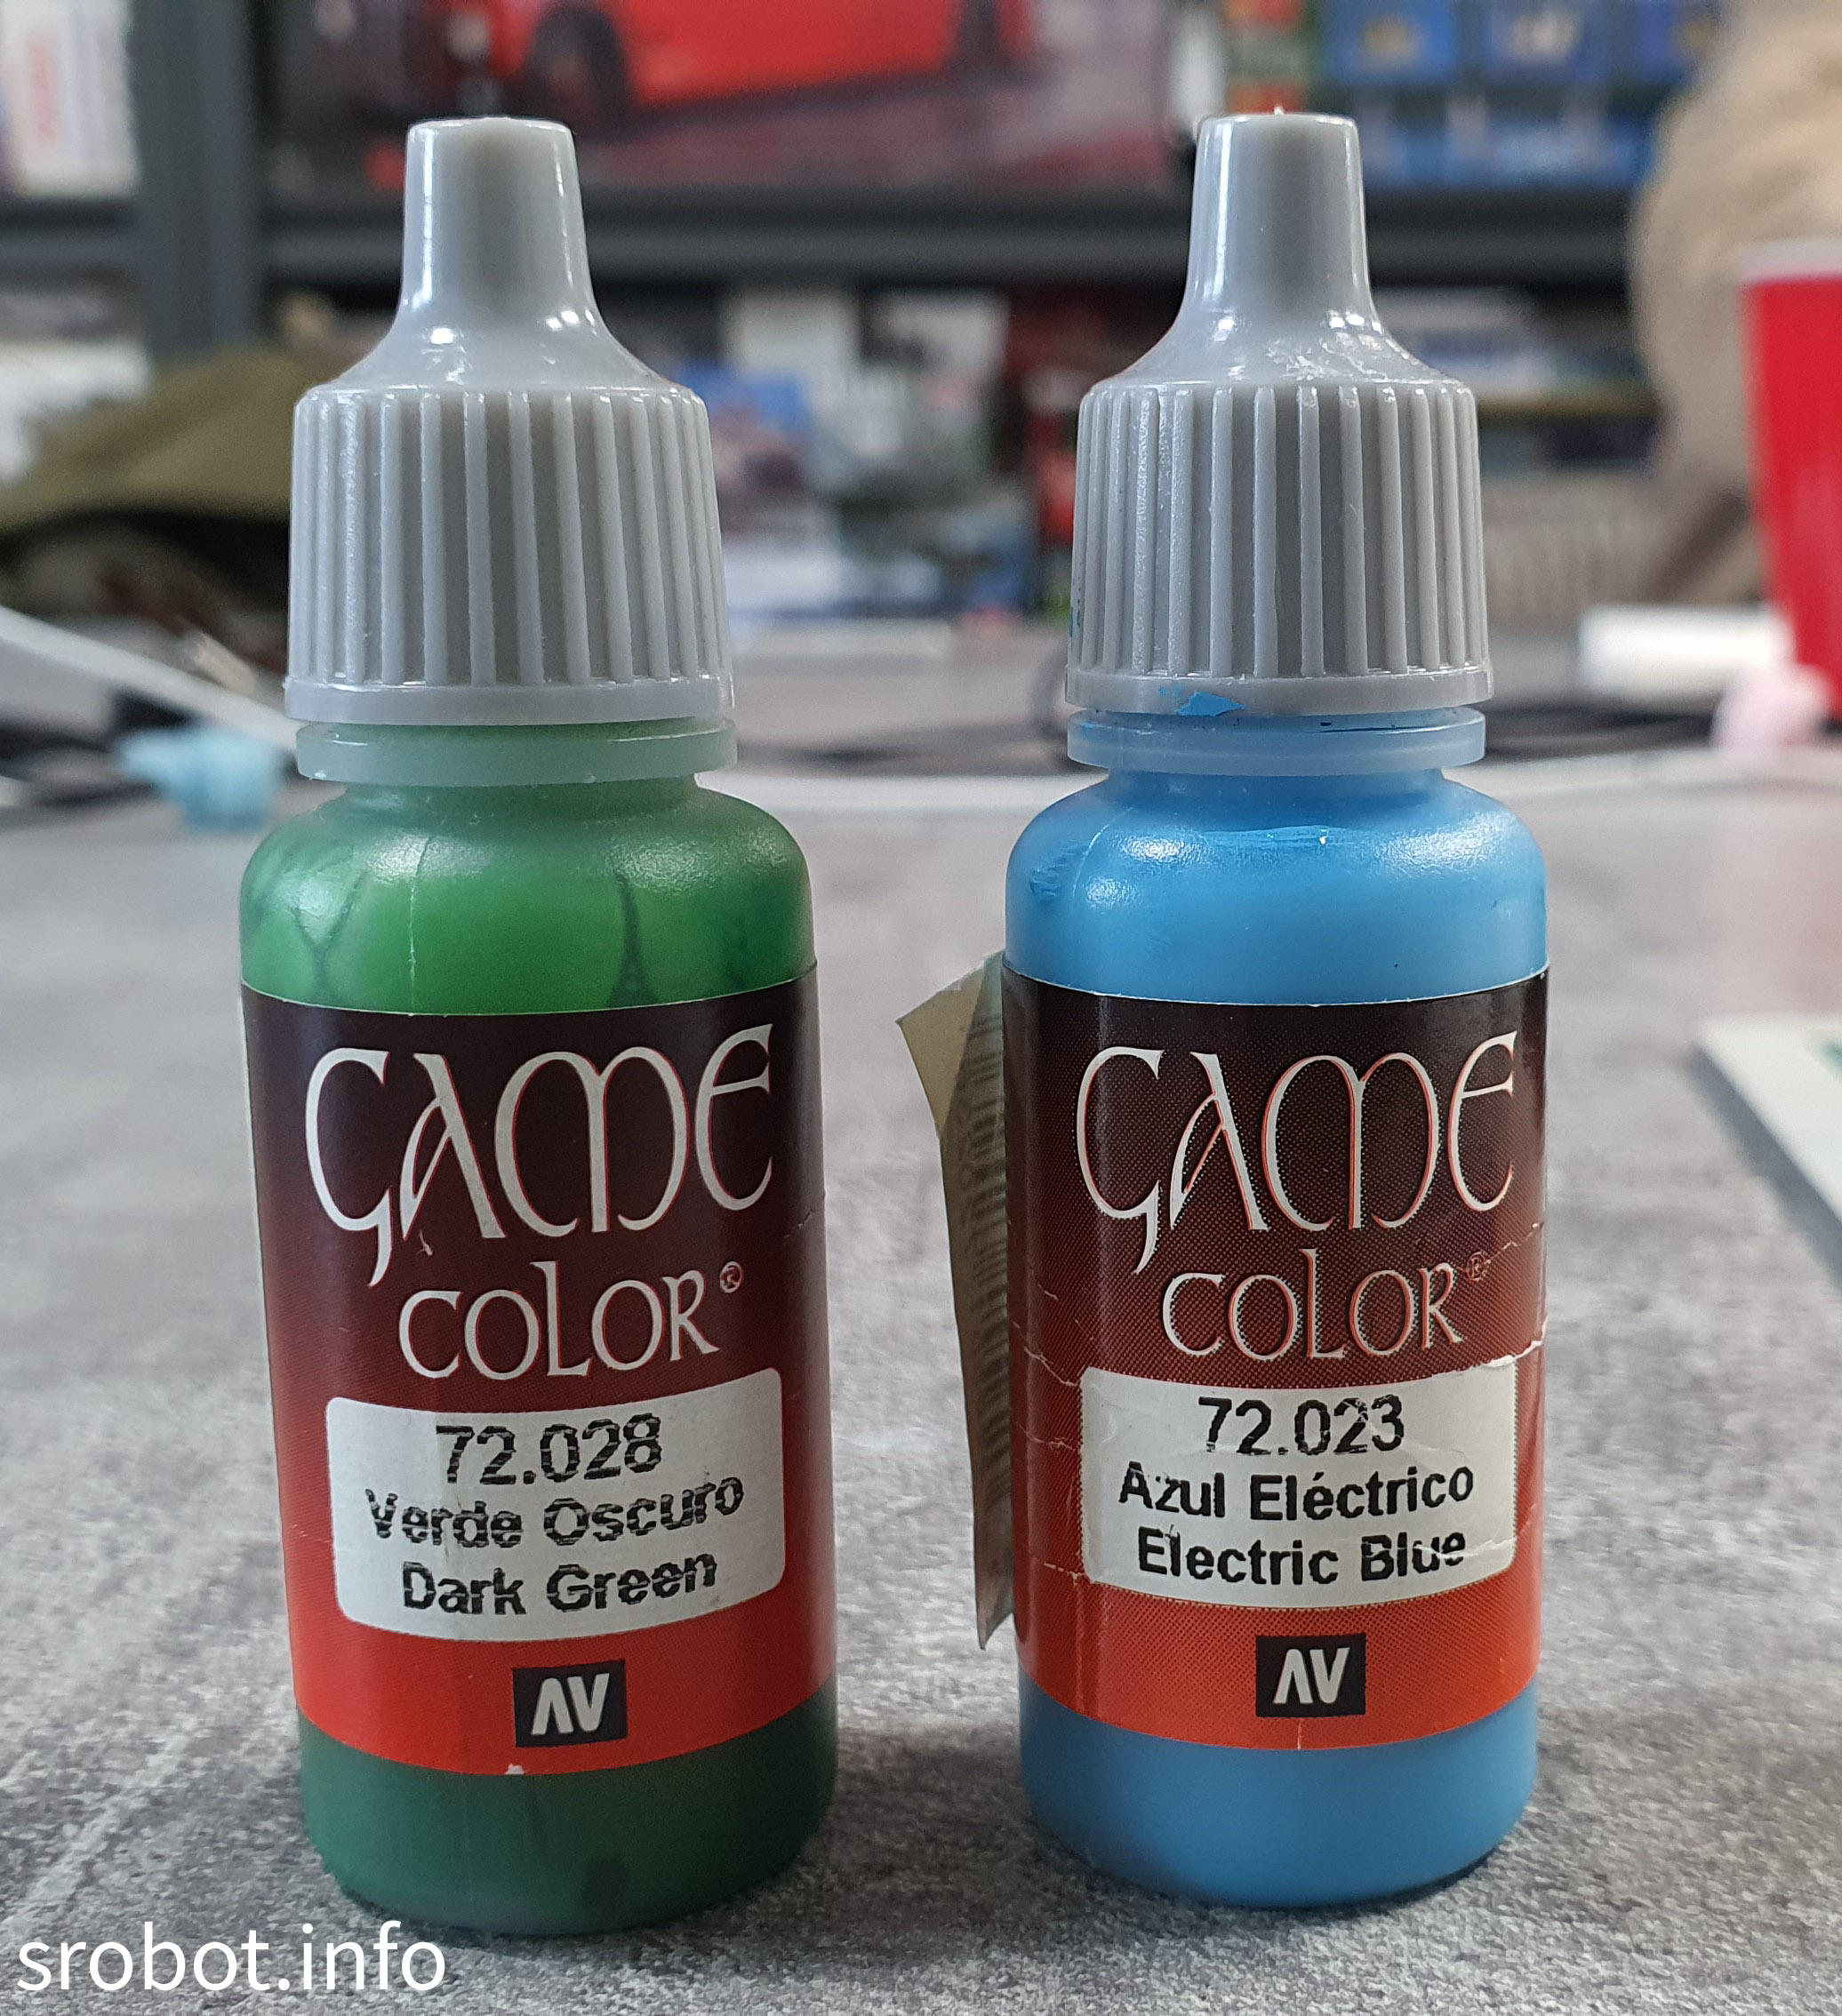 GAME
COLOR®
72.028
Verde Oscuro
Dark Green
AV
GAME
COLOR®
72.023
Azul Eléctrico
Electric Blue
AV
srobot.info